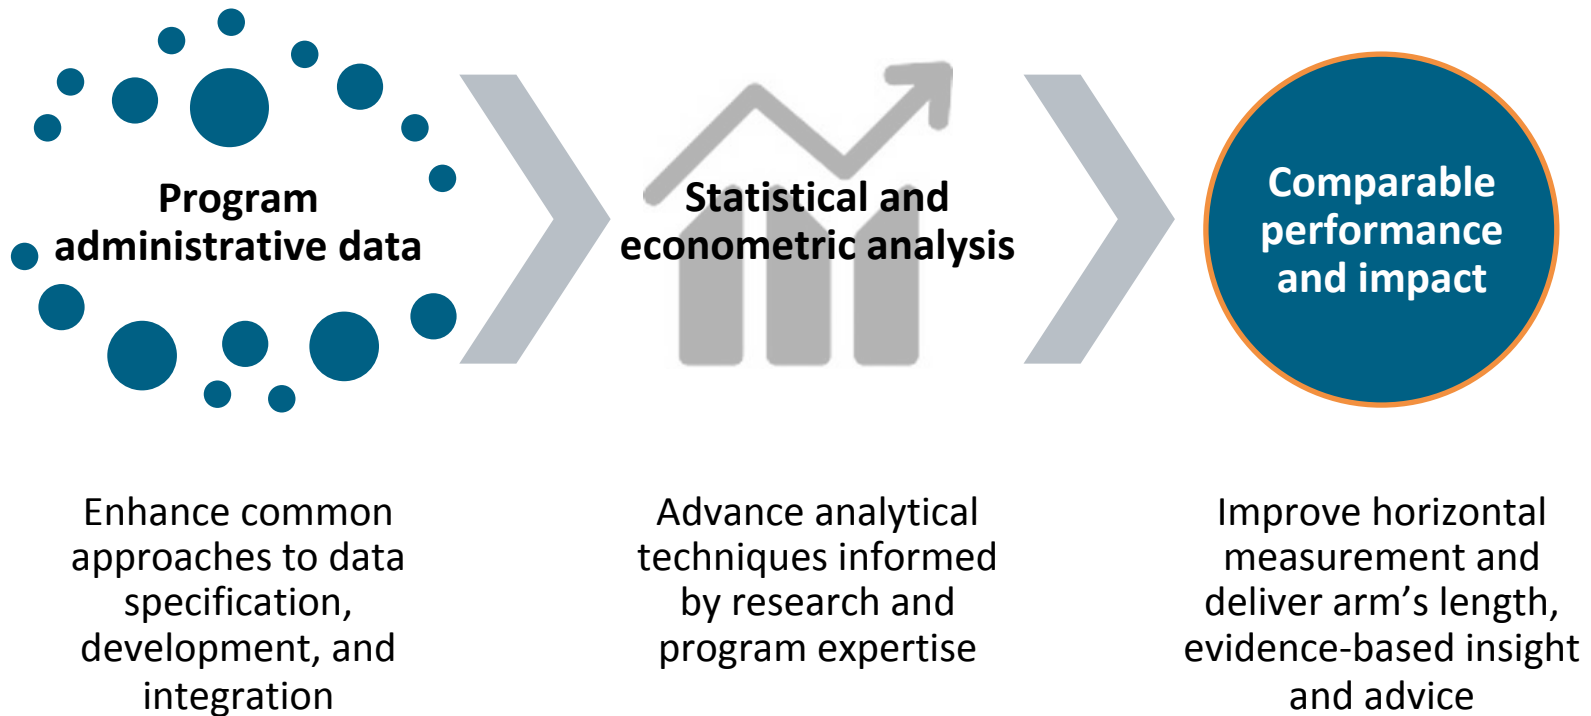 Program
administrative data
Statistical and
econometric analysis
Comparable
performance
and impact
Enhance common
approaches to data
specification,
development, and
integration
Advance analytical
techniques informed
by research and
program expertise
Improve horizontal
measurement and
deliver arm’s length,
evidence-based insight
and advice